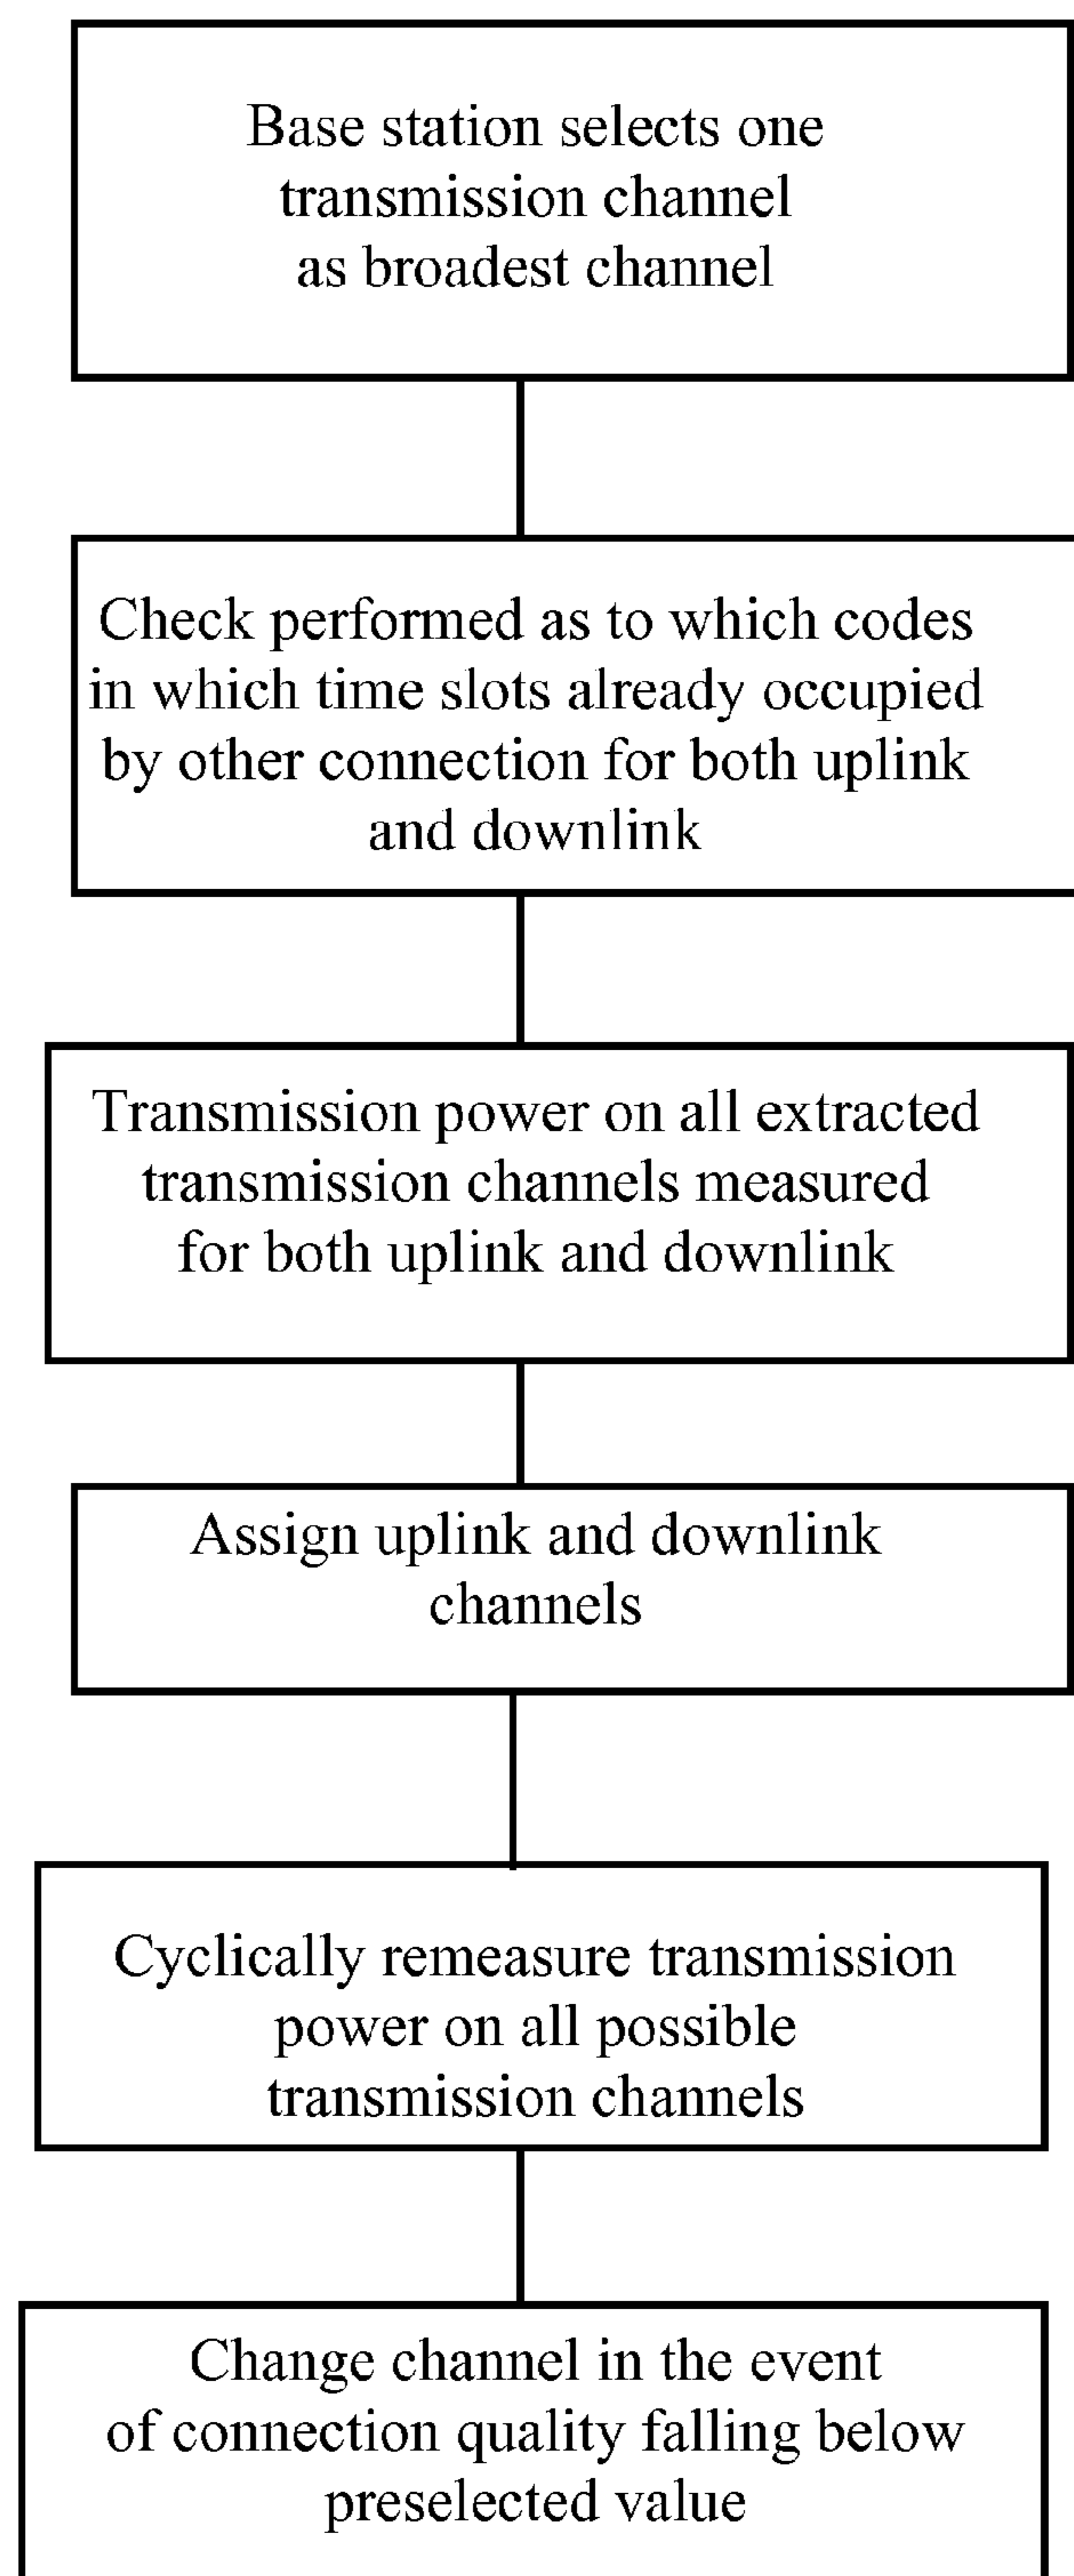 Base station selects one
transmission channel
as broadest channel
Check performed as to which codes
in which time slots already occupied
by other connection for both uplink
and downlink
Transmission power on all extracted
transmission channels measured
for both uplink and downlink
Assign uplink and downlink
channels
Cyclically remeasure transmission
power on all possible
transmission channels
Change channel in the event
of connection quality falling below
preselected value